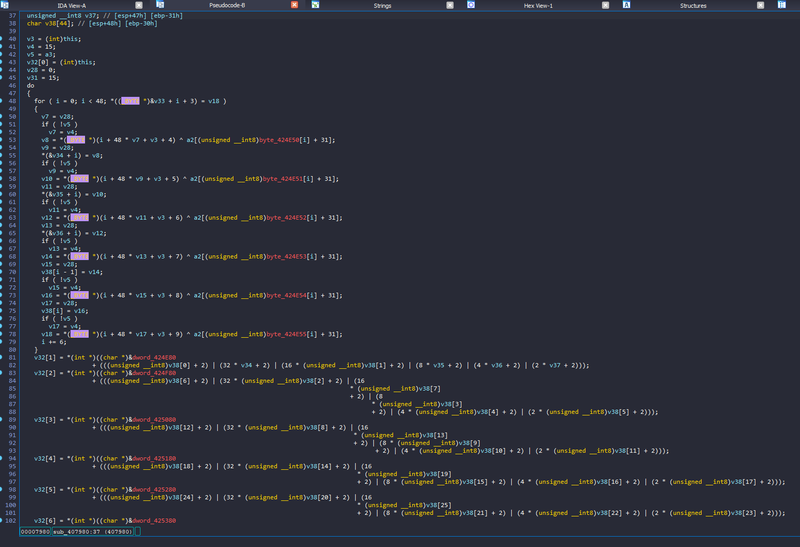 IDA View-A Pseudocode-B Strings Hex View-1 Structures
37 unsigned __int8 v37; // [esp+47h] [ebp-31h]
38 char v38[44]; // [esp+48h] [ebp-30h]
39
40 v3 = (int)this;
41 v4 = 15;
42 v5 = a3;
43 v32[0] = (int)this;
44 v28 = 0;
45 v31 = 15;
46 do
47 {
48 for ( i = 0; i < 48; *((_BYTE *)&v33 + i + 3) = v18 )
49 {
50 v7 = v28;
51 if ( !v5 )
52 v7 = v4;
53 v8 = *(_BYTE *)(i + 48 * v7 + v3 + 4) ^ a2[(unsigned __int8)byte_424E50[i] + 31];
54 v9 = v28;
55 *(&v34 + i) = v8;
56 if ( !v5 )
57 v9 = v4;
58 v10 = *(_BYTE *)(i + 48 * v9 + v3 + 5) ^ a2[(unsigned __int8)byte_424E51[i] + 31];
59 v11 = v28;
60 *(&v35 + i) = v10;
61 if ( !v5 )
62 v11 = v4;
63 v12 = *(_BYTE *)(i + 48 * v11 + v3 + 6) ^ a2[(unsigned __int8)byte_424E52[i] + 31];
64 v13 = v28;
65 *(&v36 + i) = v12;
66 if ( !v5 )
67 v13 = v4;
68 v14 = *(_BYTE *)(i + 48 * v13 + v3 + 7) ^ a2[(unsigned __int8)byte_424E53[i] + 31];
69 v15 = v28;
70 v38[i - 1] = v14;
71 if ( !v5 )
72 v15 = v4;
73 v16 = *(_BYTE *)(i + 48 * v15 + v3 + 8) ^ a2[(unsigned __int8)byte_424E54[i] + 31];
74 v17 = v28;
75 v38[i] = v16;
76 if ( !v5 )
77 v17 = v4;
78 v18 = *(_BYTE *)(i + 48 * v17 + v3 + 9) ^ a2[(unsigned __int8)byte_424E55[i] + 31];
79 i += 6;
80 }
81 v32[1] = *(int *)((char *)&dword_424E80
82 + (((unsigned __int8)v38[0] + 2) | (32 * v34 + 2) | (16 * (unsigned __int8)v38[1] + 2) | (8 * v35 + 2) | (4 * v36 + 2) | (2 * v37 + 2)));
83 v32[2] = *(int *)((char *)&dword_424F80
84 + (((unsigned __int8)v38[6] + 2) | (32 * (unsigned __int8)v38[2] + 2) | (16
85 * (unsigned __int8)v38[7]
86 + 2) | (8
87 * (unsigned __int8)v38[3]
88 + 2) | (4 * (unsigned __int8)v38[4] + 2) | (2 * (unsigned __int8)v38[5] + 2)));
89 v32[3] = *(int *)((char *)&dword_425080
90 + (((unsigned __int8)v38[12] + 2) | (32 * (unsigned __int8)v38[8] + 2) | (16
91 * (unsigned __int8)v38[13]
92 + 2) | (8 * (unsigned __int8)v38[9]
93 + 2) | (4 * (unsigned __int8)v38[10] + 2) | (2 * (unsigned __int8)v38[11] + 2)));
94 v32[4] = *(int *)((char *)&dword_425180
95 + (((unsigned __int8)v38[18] + 2) | (32 * (unsigned __int8)v38[14] + 2) | (16
96 * (unsigned __int8)v38[19]
97 + 2) | (8 * (unsigned __int8)v38[15] + 2) | (4 * (unsigned __int8)v38[16] + 2) | (2 * (unsigned __int8)v38[17] + 2)));
98 v32[5] = *(int *)((char *)&dword_425280
99 + (((unsigned __int8)v38[24] + 2) | (32 * (unsigned __int8)v38[20] + 2) | (16
100 * (unsigned __int8)v38[25]
101 + 2) | (8 * (unsigned __int8)v38[21] + 2) | (4 * (unsigned __int8)v38[22] + 2) | (2 * (unsigned __int8)v38[23] + 2)));
102 v32[6] = *(int *)((char *)&dword_425380
00007980 sub_407980:87 (407980)